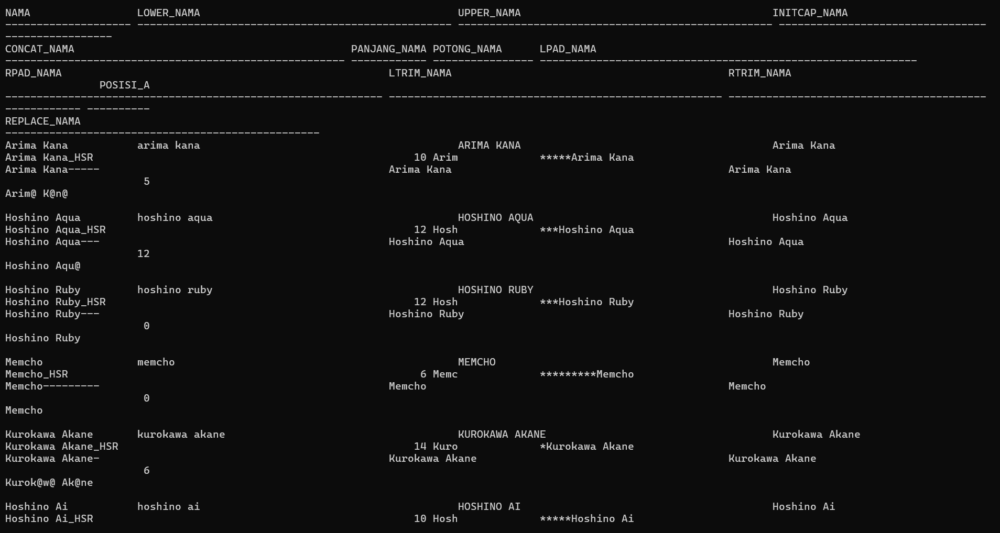 NAMA LOWER_NAMA UPPER_NAMA INITCAP_NAMA
-------------------- -------------------------------------------------- -------------------------------------------------- ---------------------------------
-----------------
CONCAT_NAMA PANJANG_NAMA POTONG_NAMA LPAD_NAMA
------------------------------------------------------ ------------ ---------------- ------------------------------------------------------------
RPAD_NAMA LTRIM_NAMA RTRIM_NAMA
POSISI_A
------------------------------------------------------------ ----------------------------------------------------- -----------------------------------------
------------ ----------
REPLACE_NAMA
--------------------------------------------------
Arima Kana arima kana ARIMA KANA Arima Kana
Arima Kana_HSR 10 Arim *****Arima Kana
Arima Kana----- Arima Kana Arima Kana
5
Arim@ K@n@
Hoshino Aqua hoshino aqua HOSHINO AQUA Hoshino Aqua
Hoshino Aqua_HSR 12 Hosh ***Hoshino Aqua
Hoshino Aqua--- Hoshino Aqua Hoshino Aqua
12
Hoshino Aqu@
Hoshino Ruby hoshino ruby HOSHINO RUBY Hoshino Ruby
Hoshino Ruby_HSR 12 Hosh ***Hoshino Ruby
Hoshino Ruby--- Hoshino Ruby Hoshino Ruby
0
Hoshino Ruby
Memcho memcho MEMCHO Memcho
Memcho_HSR 6 Memc *********Memcho
Memcho--------- Memcho Memcho
0
Memcho
Kurokawa Akane kurokawa akane KUROKAWA AKANE Kurokawa Akane
Kurokawa Akane_HSR 14 Kuro *Kurokawa Akane
Kurokawa Akane- Kurokawa Akane Kurokawa Akane
6
Kurok@w@ Ak@ne
Hoshino Ai hoshino ai HOSHINO AI Hoshino Ai
Hoshino Ai_HSR 10 Hosh *****Hoshino Ai